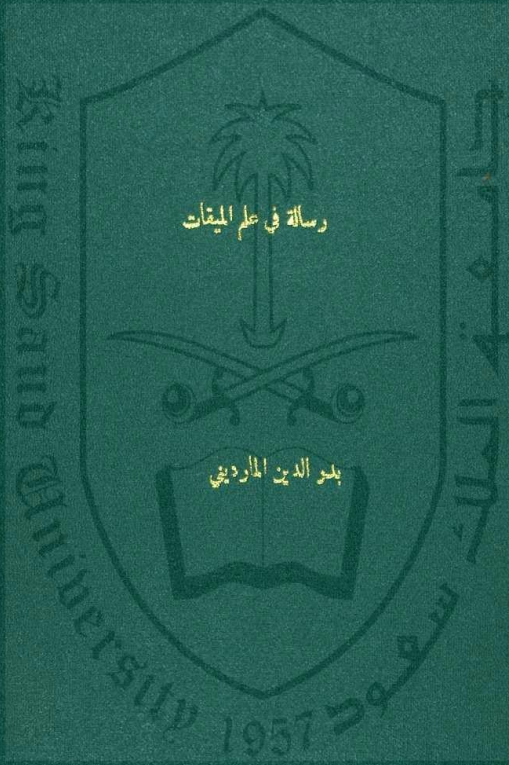 رسالة في علم الميقات
بدر الدين المارديني
King Saud University 1957
جامعة الملك سعود